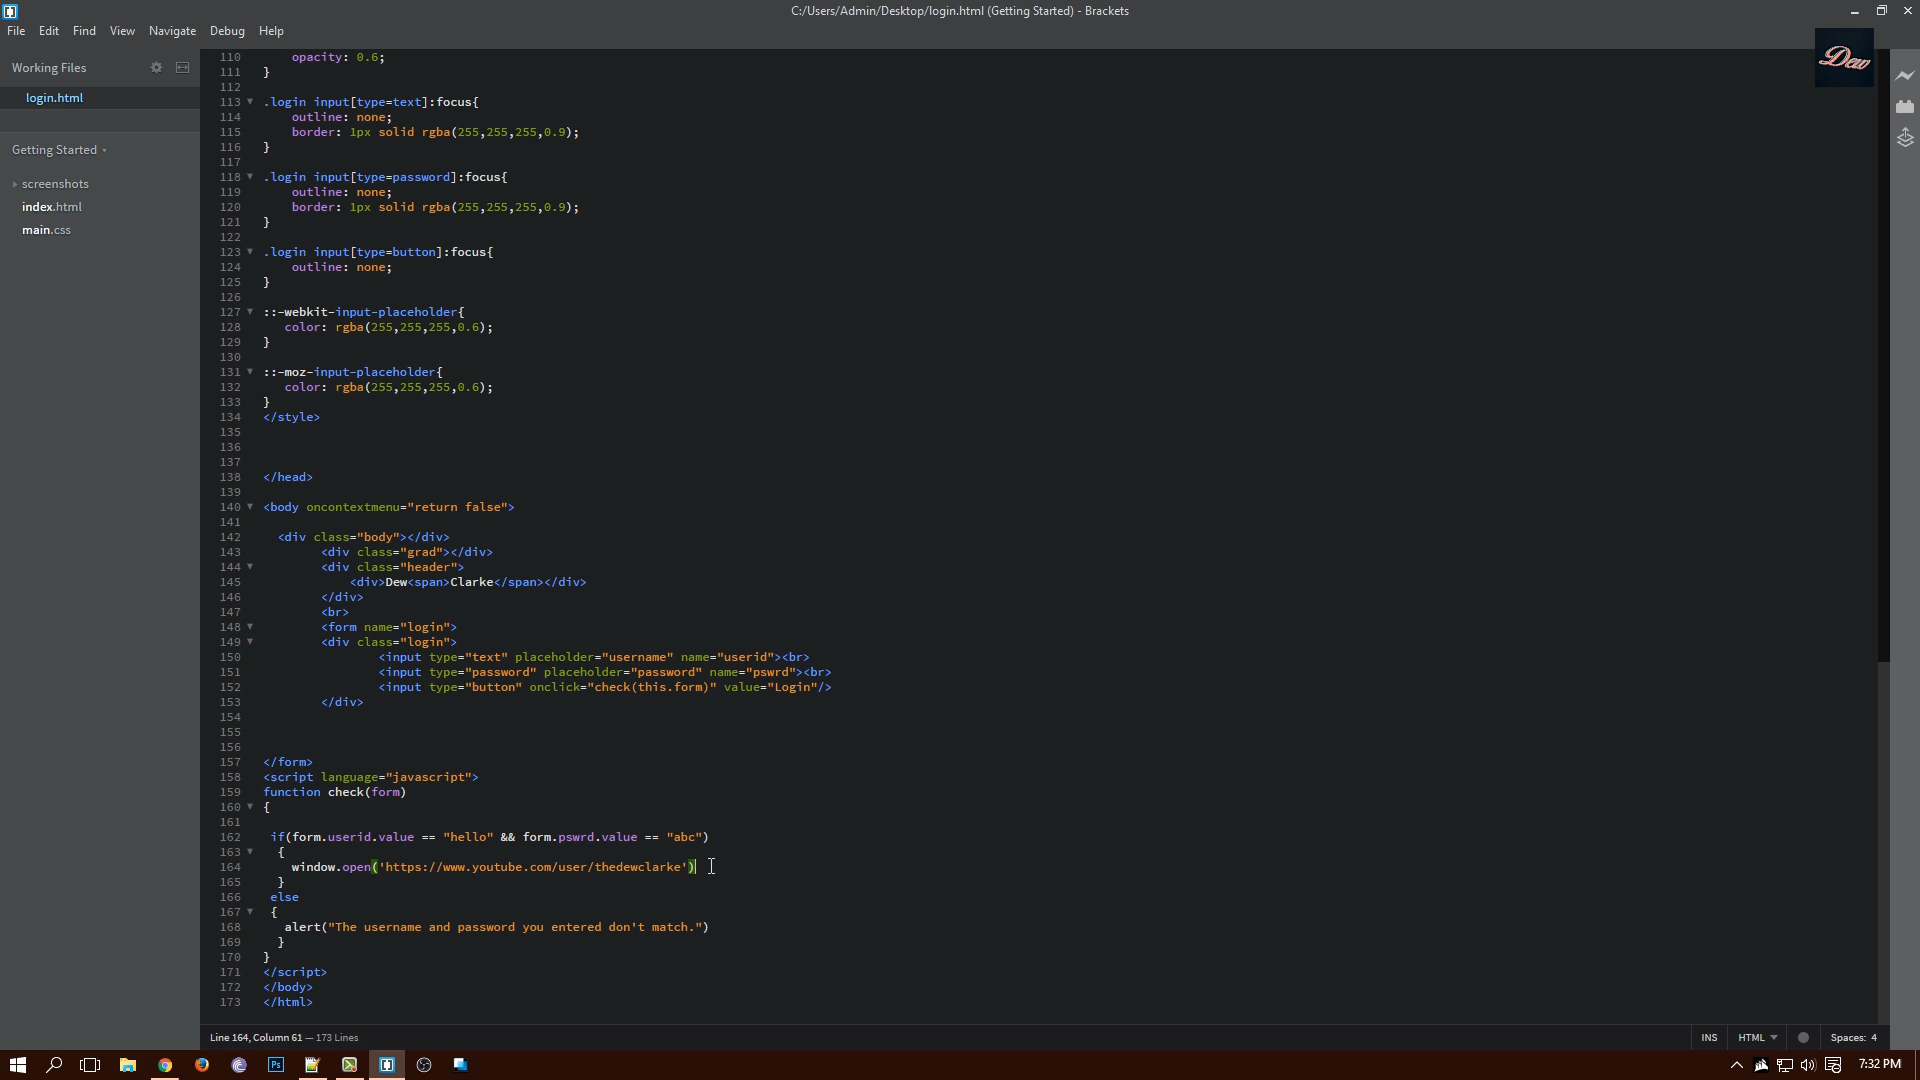 C:/Users/Admin/Desktop/login.html (Getting Started) - Brackets
File Edit Find View Navigate Debug Help
Working Files
login.html
Getting Started
screenshots
index.html
main.css
Dew
110 opacity: 0.6;
111 }
112
113 .login input[type=text]:focus{
114 outline: none;
115 border: 1px solid rgba(255,255,255,0.9);
116 }
117
118 .login input[type=password]:focus{
119 outline: none;
120 border: 1px solid rgba(255,255,255,0.9);
121 }
122
123 .login input[type=button]:focus{
124 outline: none;
125 }
126
127 ::-webkit-input-placeholder{
128 color: rgba(255,255,255,0.6);
129 }
130
131 ::-moz-input-placeholder{
132 color: rgba(255,255,255,0.6);
133 }
134 </style>
135
136
137
138 </head>
139
140 <body oncontextmenu="return false">
141
142 <div class="body"></div>
143 <div class="grad"></div>
144 <div class="header">
145 <div>Dew<span>Clarke</span></div>
146 </div>
147 <br>
148 <form name="login">
149 <div class="login">
150 <input type="text" placeholder="username" name="userid"><br>
151 <input type="password" placeholder="password" name="pswrd"><br>
152 <input type="button" onclick="check(this.form)" value="Login"/>
153 </div>
154
155
156
157 </form>
158 <script language="javascript">
159 function check(form)
160 {
161
162 if(form.userid.value == "hello" && form.pswrd.value == "abc")
163 {
164 window.open('https://www.youtube.com/user/thedewclarke')
165 }
166 else
167 {
168 alert("The username and password you entered don't match.")
169 }
170 }
171 </script>
172 </body>
173 </html>
Line 164, Column 61 — 173 Lines
INS HTML Spaces: 4
Ps
7:32 PM